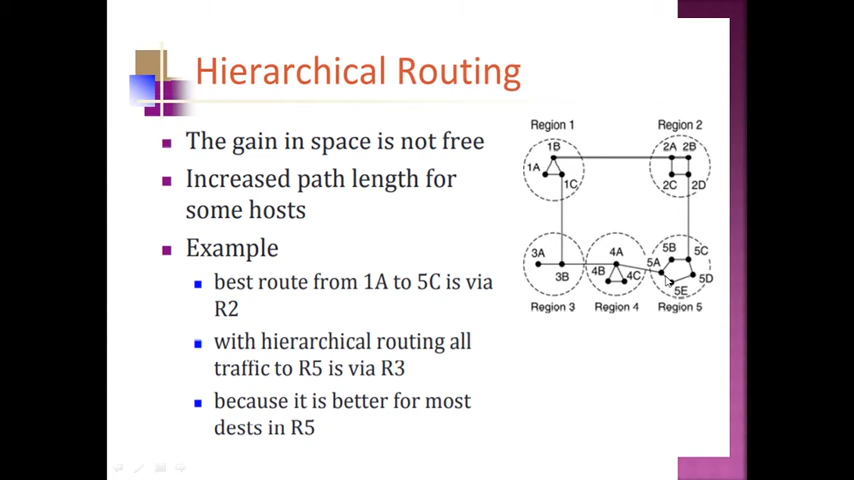 Hierarchical Routing
The gain in space is not free
Increased path length for
some hosts
Example
best route from 1A to 5C is via
R2
with hierarchical routing all
traffic to R5 is via R3
because it is better for most
dests in R5
Region 1
Region 2
1B
2A 2B
1A
1C
2C 2D
3A
4A
5B 5C
3B
4B 4C
5A
5D
5E
Region 3
Region 4
Region 5